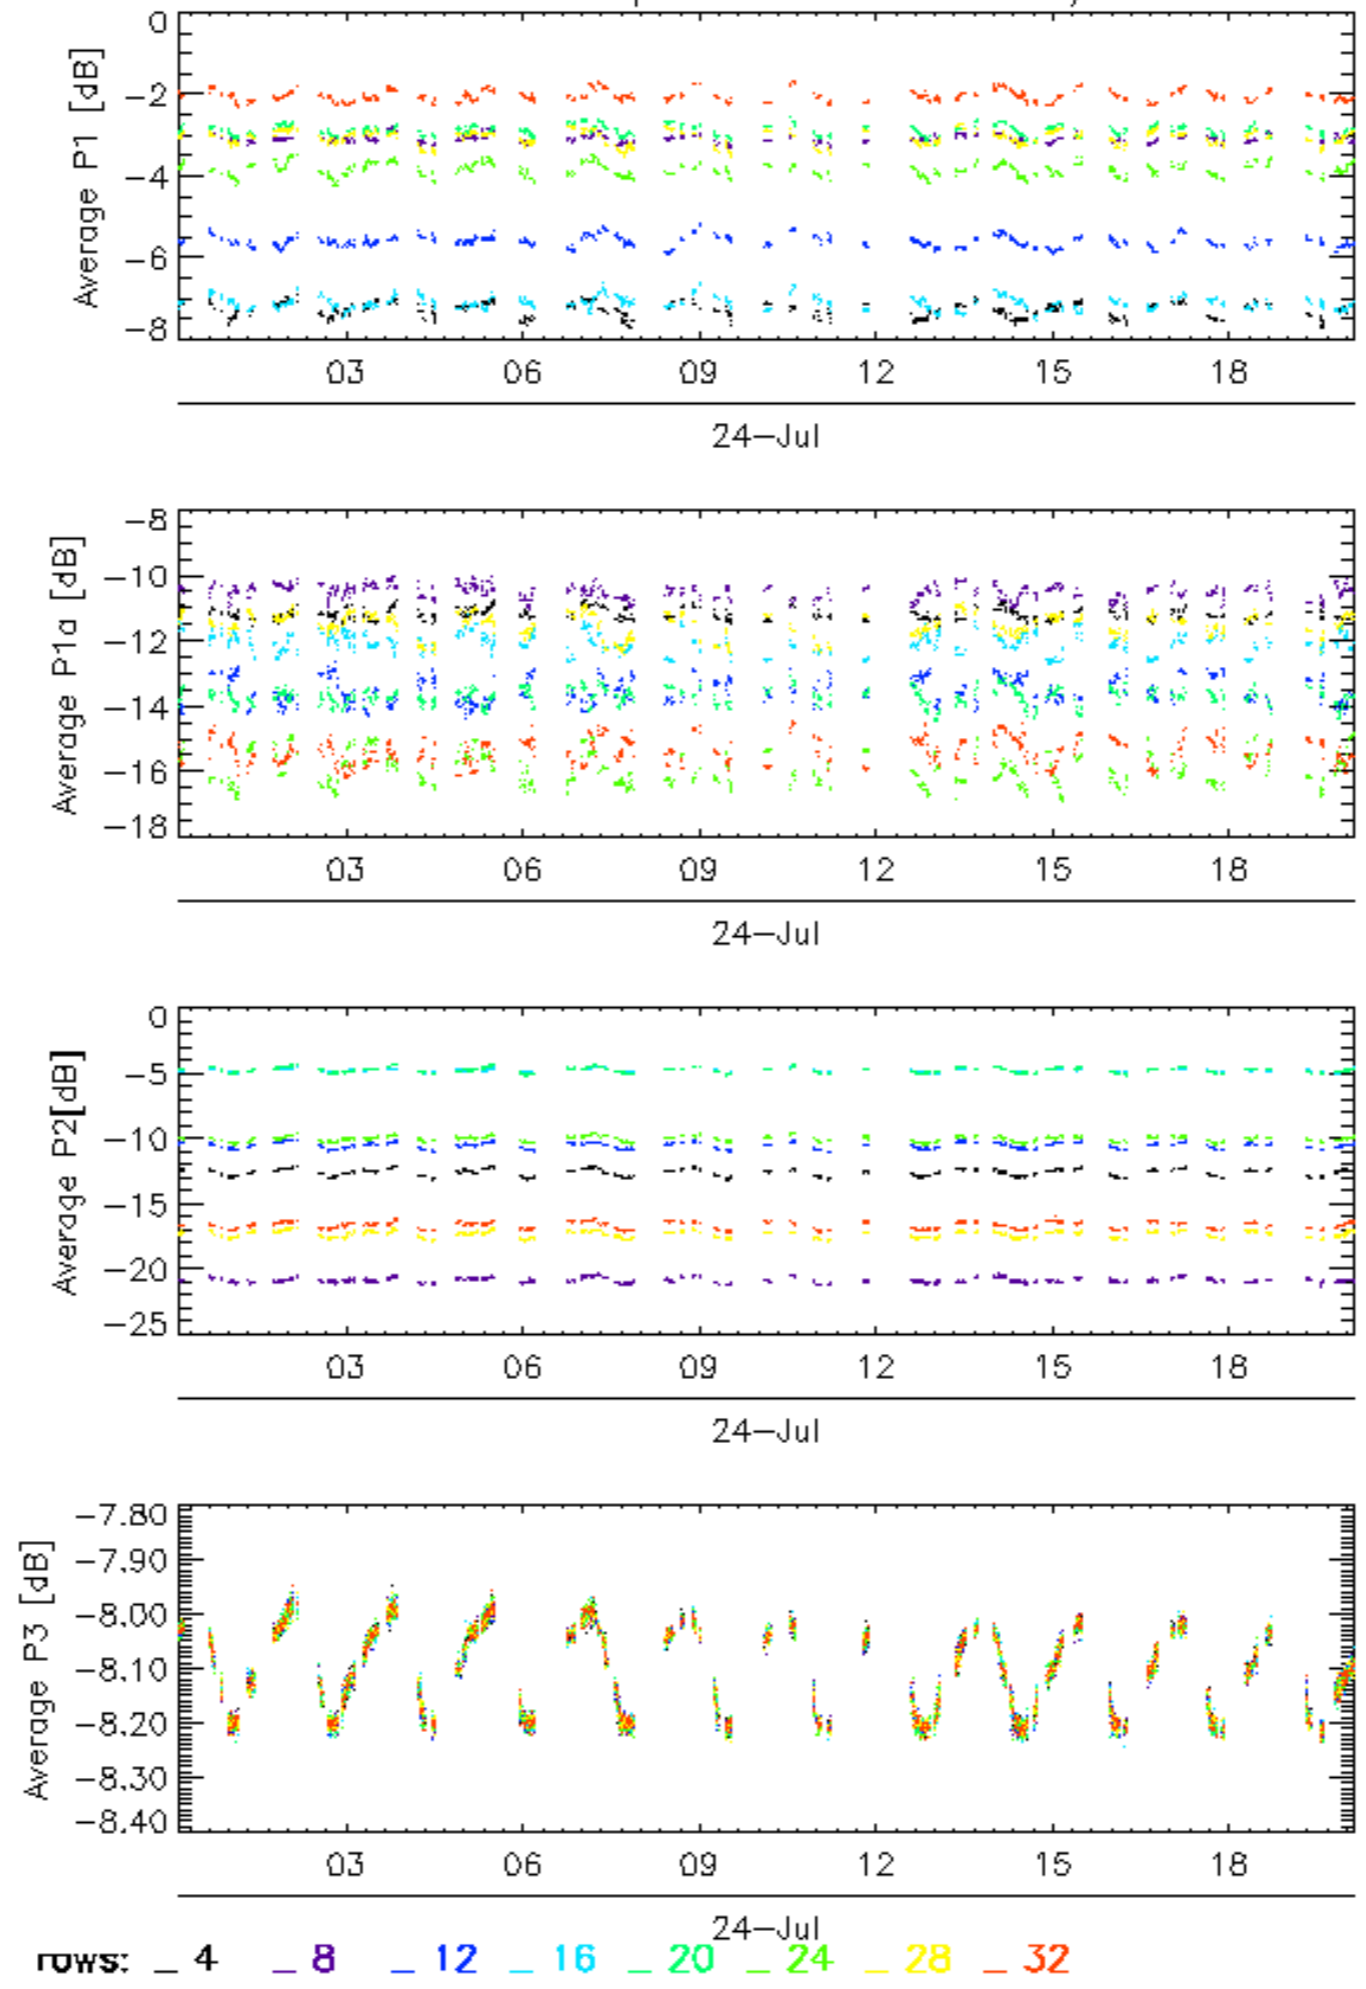 0
−2
−4
−6
−8
Average P1 [dB]
03 06 09 12 15 18
24−Jul
−8
−10
−12
−14
−16
−18
Average P1a [dB]
03 06 09 12 15 18
24−Jul
0
−5
−10
−15
−20
−25
Average P2[dB]
03 06 09 12 15 18
24−Jul
−7.80
−7.90
−8.00
−8.10
−8.20
−8.30
−8.40
Average P3 [dB]
03 06 09 12 15 18
24−Jul
rows: _ 4 _ 8 _ 12 _ 16 _ 20 _ 24 _ 28 _ 32